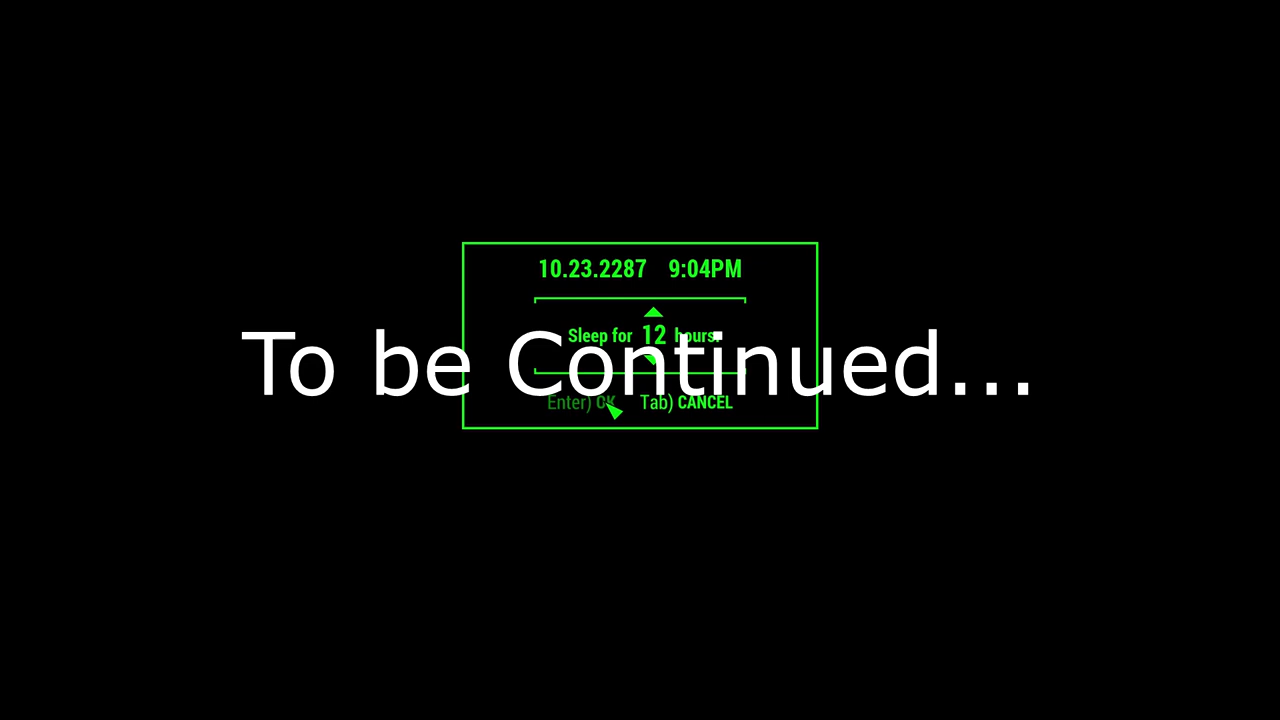 10.23.2287 9:04PM
Sleep for 12 hours.
To be Continued...
Enter) OK Tab) CANCEL